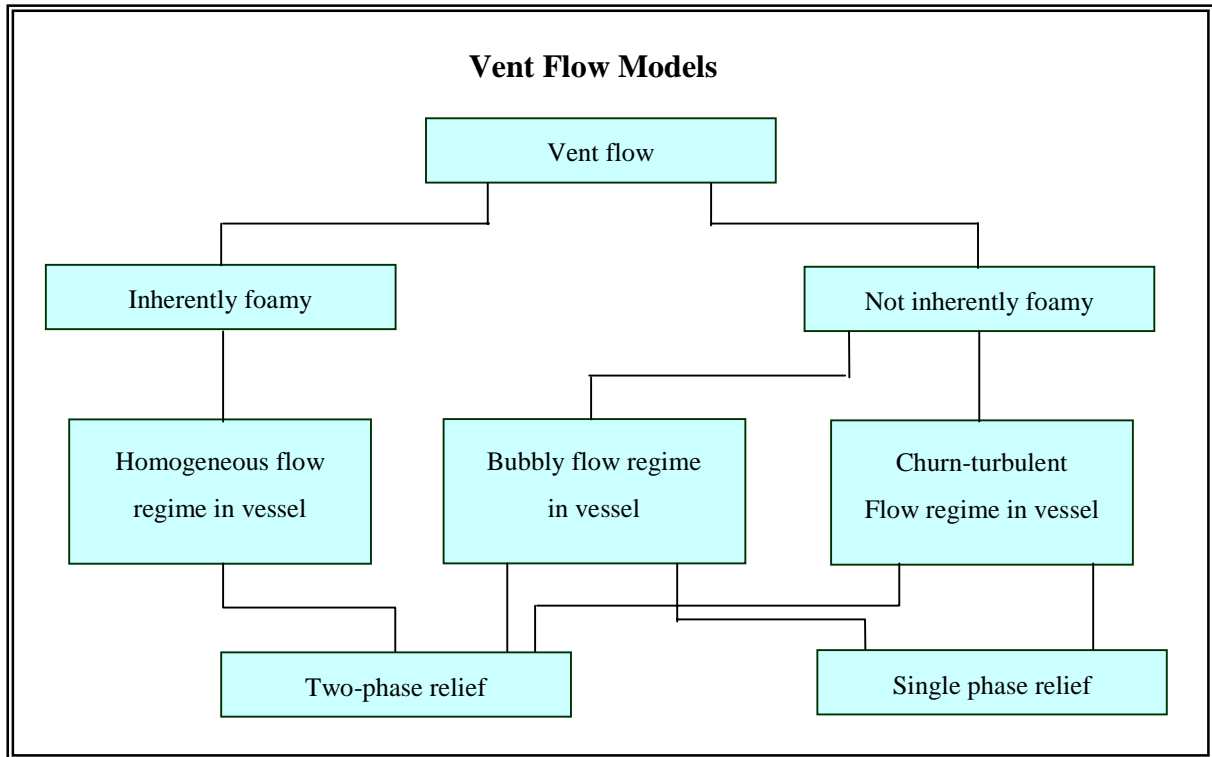 Vent Flow Models
Vent flow
Inherently foamy
Not inherently foamy
Homogeneous flow
regime in vessel
Bubbly flow regime
in vessel
Churn-turbulent
Flow regime in vessel
Two-phase relief
Single phase relief